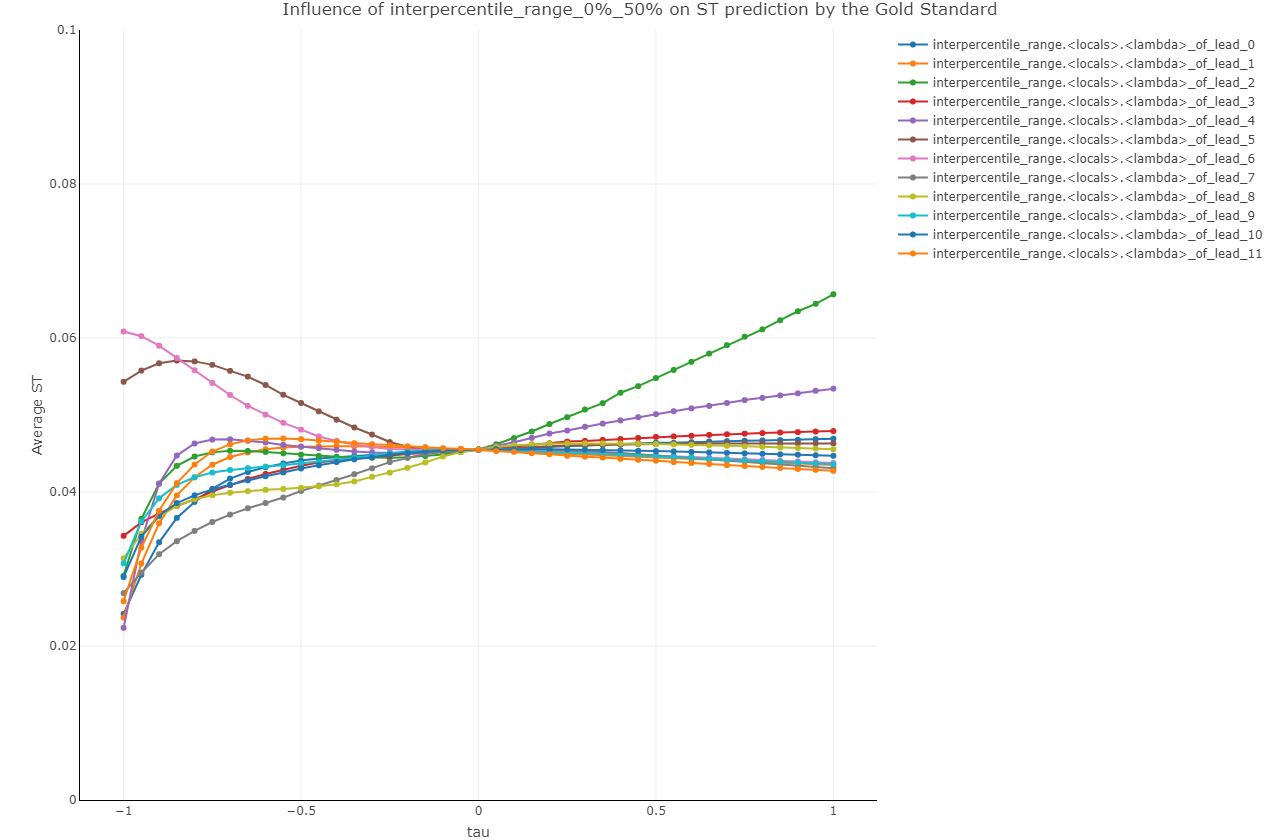 Influence of interpercentile_range_0%_50% on ST prediction by the Gold Standard
0.1
0.08
0.06
0.04
0.02
0
Average ST
−1
−0.5
0
0.5
1
tau
interpercentile_range.<locals>.<lambda>_of_lead_0
interpercentile_range.<locals>.<lambda>_of_lead_1
interpercentile_range.<locals>.<lambda>_of_lead_2
interpercentile_range.<locals>.<lambda>_of_lead_3
interpercentile_range.<locals>.<lambda>_of_lead_4
interpercentile_range.<locals>.<lambda>_of_lead_5
interpercentile_range.<locals>.<lambda>_of_lead_6
interpercentile_range.<locals>.<lambda>_of_lead_7
interpercentile_range.<locals>.<lambda>_of_lead_8
interpercentile_range.<locals>.<lambda>_of_lead_9
interpercentile_range.<locals>.<lambda>_of_lead_10
interpercentile_range.<locals>.<lambda>_of_lead_11